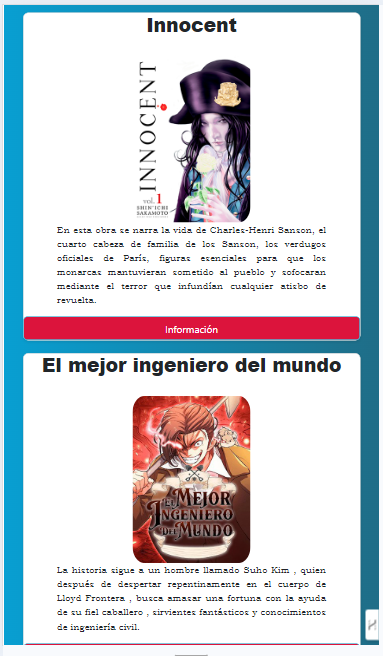 Innocent
INNOCENT
vol.1
SHIN'ICHI
SAKAMOTO
En esta obra se narra la vida de Charles-Henri Sanson, el
cuarto cabeza de familia de los Sanson, los verdugos
oficiales de París, figuras esenciales para que los
monarcas mantuvieran sometido al pueblo y sofocaran
mediante el terror que infundían cualquier atisbo de
revuelta.
Información
El mejor ingeniero del mundo
EL MEJOR
INGENIERO
DEL MUNDO
La historia sigue a un hombre llamado Suho Kim , quien
después de despertar repentinamente en el cuerpo de
Lloyd Frontera , busca amasar una fortuna con la ayuda
de su fiel caballero , sirvientes fantásticos y conocimientos
de ingeniería civil.